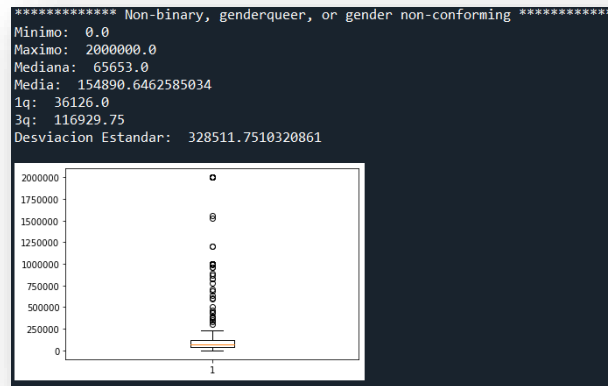 ************* Non-binary, genderqueer, or gender non-conforming ************
Minimo:  0.0
Maximo:  2000000.0
Mediana:  65653.0
Media:  154890.6462585034
1q:  36126.0
3q:  116929.75
Desviacion Estandar:  328511.7510320861
2000000
1750000
1500000
1250000
1000000
750000
500000
250000
0
1